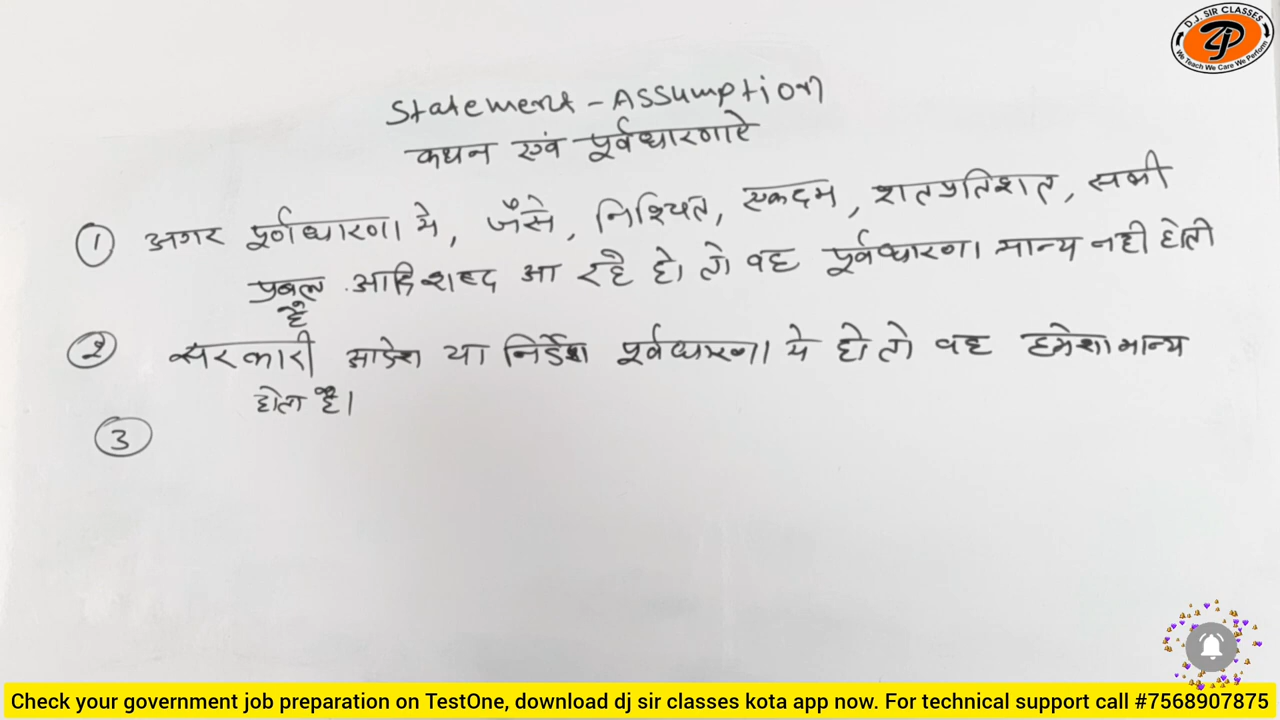 D.J. SIR CLASSES
We Teach We Care We Perform
Statement - Assumption
कथन एवं पूर्वधारणाऐ
1 अगर पूर्णधारणा मे, जैसे, निश्चित, एकदम, शतप्रतिशत, सभी
प्रबल आदि शब्द आ रहे हो तो वह पूर्वधारणा मान्य नही होती
है
2 सरकारी आदेश या निर्देश पूर्वधारणा मे हो तो वह हमेशा मान्य
होता है।
3
Check your government job preparation on TestOne, download dj sir classes kota app now. For technical support call #7568907875